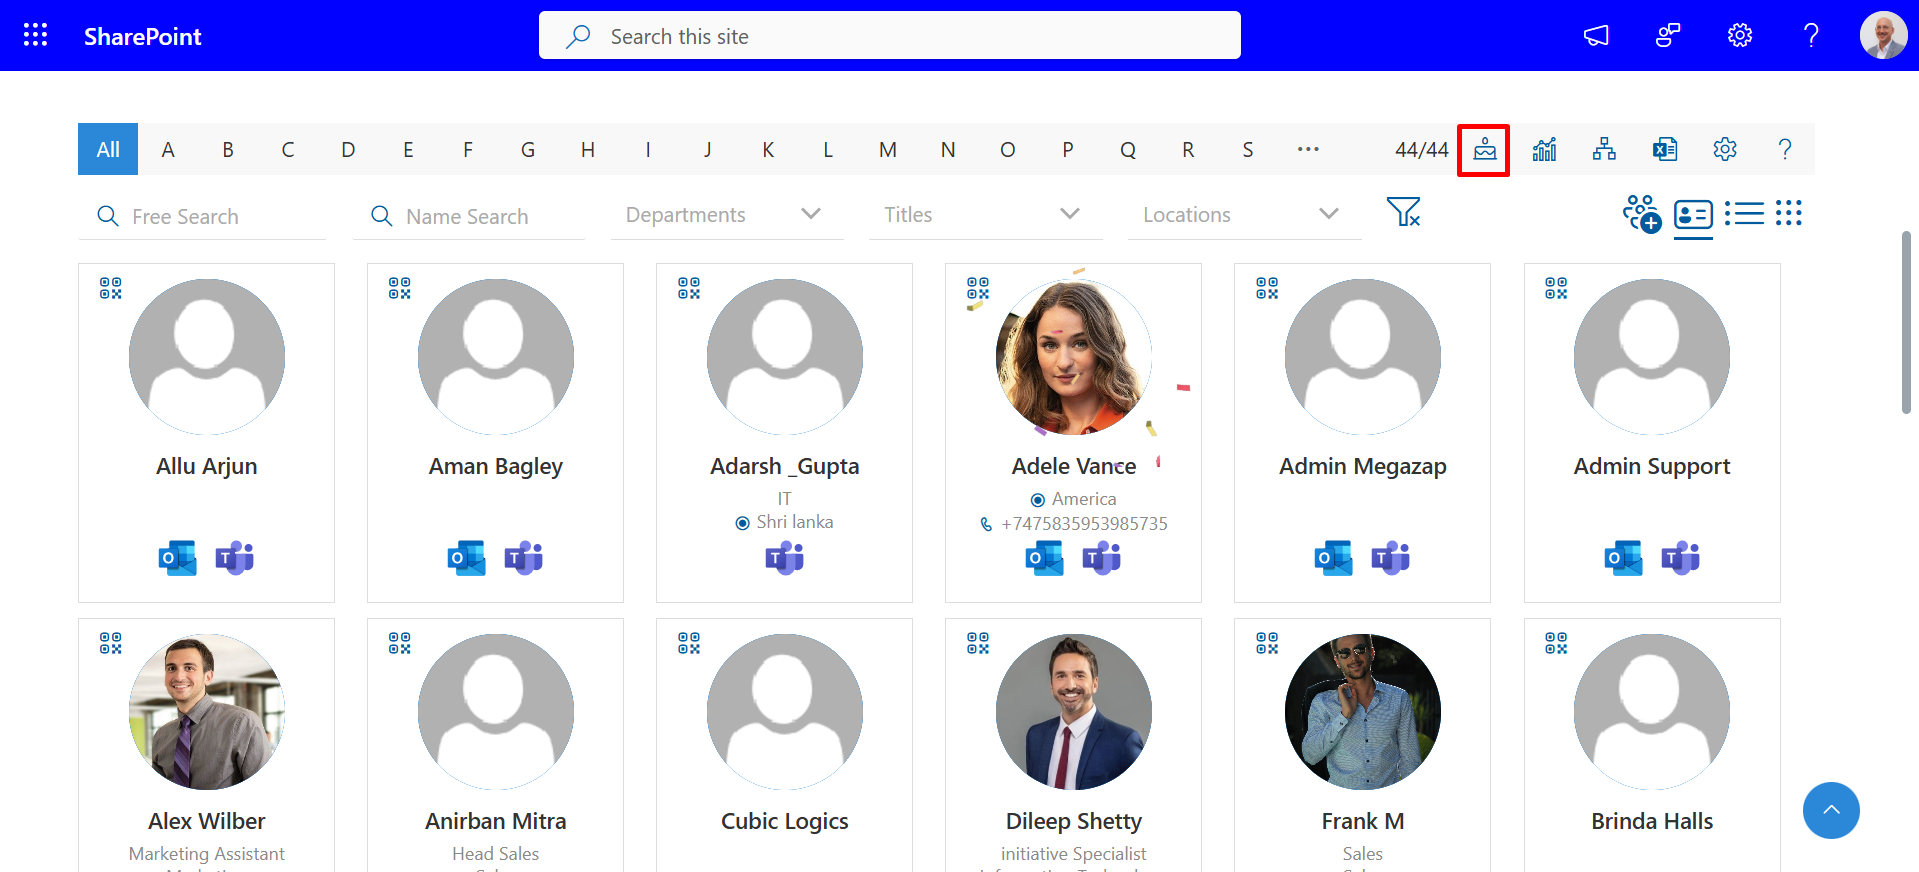 SharePoint
Search this site
All A B C D E F G H I J K L M N O P Q R S ··· 44/44
Free Search
Name Search
Departments
Titles
Locations
Allu Arjun
Aman Bagley
Adarsh _Gupta
IT
Shri lanka
Adele Vance
America
+7475835953985735
Admin Megazap
Admin Support
Alex Wilber
Marketing Assistant
Anirban Mitra
Head Sales
Cubic Logics
Dileep Shetty
initiative Specialist
Frank M
Sales
Brinda Halls